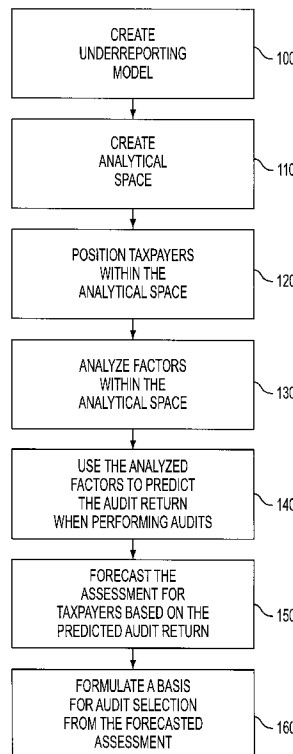 CREATE
UNDERREPORTING
MODEL
100
CREATE
ANALYTICAL
SPACE
110
POSITION TAXPAYERS
WITHIN THE
ANALYTICAL SPACE
120
ANALYZE FACTORS
WITHIN THE
ANALYTICAL SPACE
130
USE THE ANALYZED
FACTORS TO PREDICT
THE AUDIT RETURN
WHEN PERFORMING AUDITS
140
FORECAST THE
ASSESSMENT FOR
TAXPAYERS BASED ON THE
PREDICTED AUDIT RETURN
150
FORMULATE A BASIS
FOR AUDIT SELECTION
FROM THE FORECASTED
ASSESSMENT
160